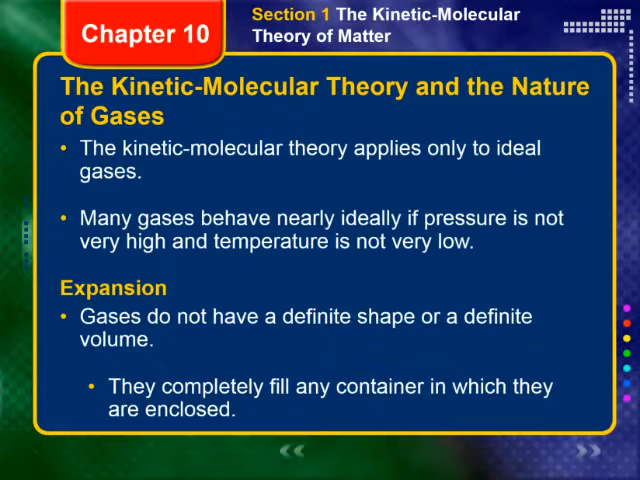 Chapter 10
Section 1 The Kinetic-Molecular
Theory of Matter
The Kinetic-Molecular Theory and the Nature
of Gases
• The kinetic-molecular theory applies only to ideal
gases.
• Many gases behave nearly ideally if pressure is not
very high and temperature is not very low.
Expansion
• Gases do not have a definite shape or a definite
volume.
• They completely fill any container in which they
are enclosed.